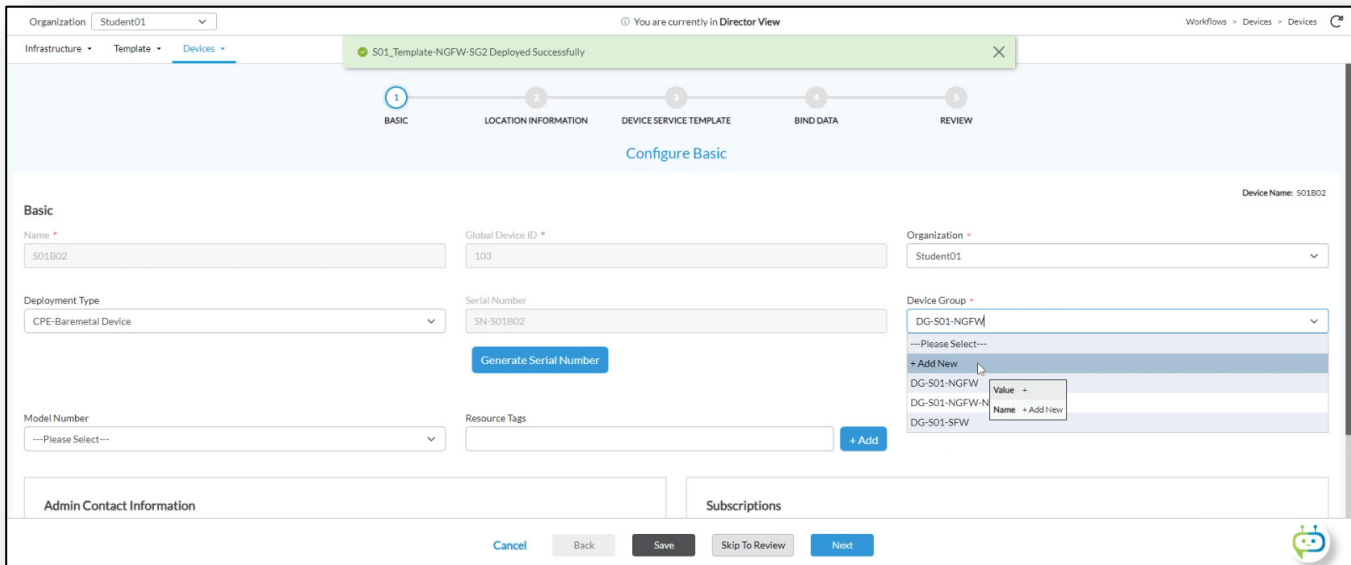 Organization Student01
ⓘ You are currently in Director View
Workflows > Devices > Devices
Infrastructure Template Devices
S01_Template-NGFW-SG2 Deployed Successfully
1 2 3 4 5
BASIC LOCATION INFORMATION DEVICE SERVICE TEMPLATE BIND DATA REVIEW
Configure Basic
Device Name: S01B02
Basic
Name * Global Device ID * Organization *
S01B02 103 Student01
Deployment Type Serial Number Device Group *
CPE-Baremetal Device SN-S01B02 DG-S01-NGFW
---Please Select---
Generate Serial Number
+ Add New
DG-S01-NGFW
Value +
DG-S01-NGFW-N
Name + Add New
DG-S01-SFW
Model Number Resource Tags
---Please Select--- + Add
Admin Contact Information Subscriptions
Cancel Back Save Skip To Review Next